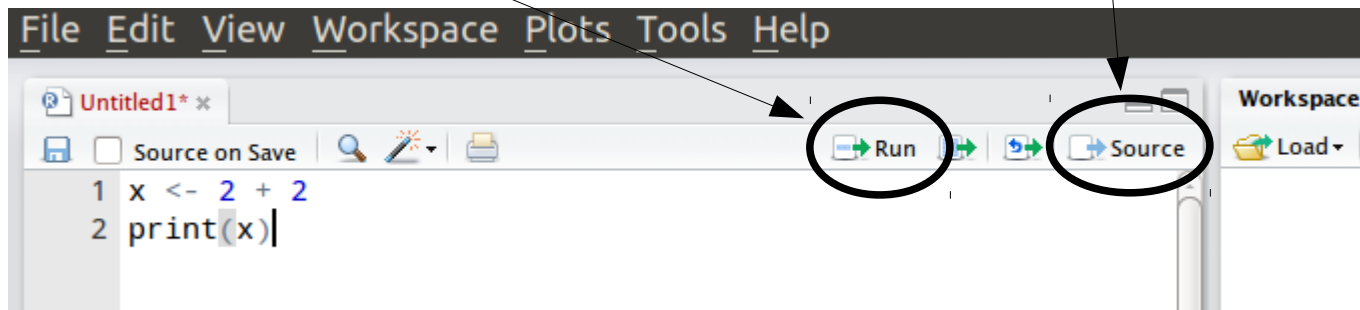 File Edit View Workspace Plots Tools Help
Untitled1* Workspace
Source on Save Run Source Load
1 x <- 2 + 2
2 print(x)